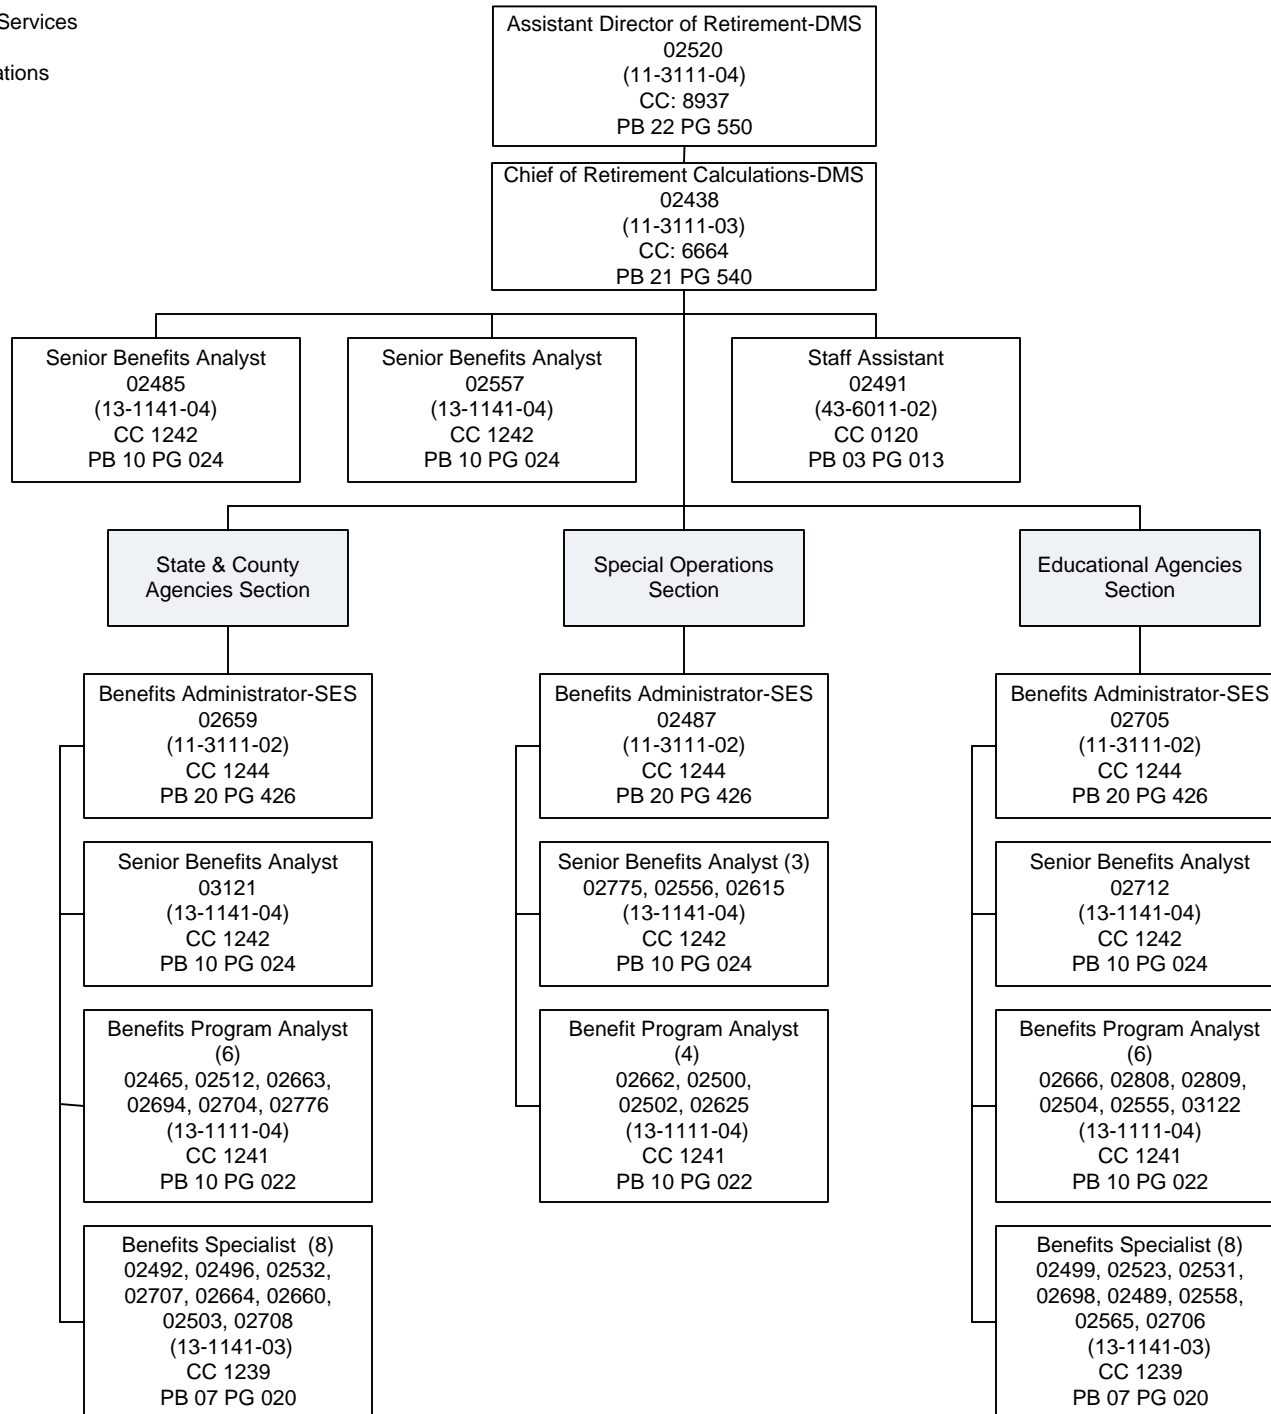 Services
ations
Assistant Director of Retirement-DMS
02520
(11-3111-04)
CC: 8937
PB 22 PG 550
Chief of Retirement Calculations-DMS
02438
(11-3111-03)
CC: 6664
PB 21 PG 540
Senior Benefits Analyst
02485
(13-1141-04)
CC 1242
PB 10 PG 024
Senior Benefits Analyst
02557
(13-1141-04)
CC 1242
PB 10 PG 024
Staff Assistant
02491
(43-6011-02)
CC 0120
PB 03 PG 013
State & County
Agencies Section
Special Operations
Section
Educational Agencies
Section
Benefits Administrator-SES
02659
(11-3111-02)
CC 1244
PB 20 PG 426
Benefits Administrator-SES
02487
(11-3111-02)
CC 1244
PB 20 PG 426
Benefits Administrator-SES
02705
(11-3111-02)
CC 1244
PB 20 PG 426
Senior Benefits Analyst
03121
(13-1141-04)
CC 1242
PB 10 PG 024
Senior Benefits Analyst (3)
02775, 02556, 02615
(13-1141-04)
CC 1242
PB 10 PG 024
Senior Benefits Analyst
02712
(13-1141-04)
CC 1242
PB 10 PG 024
Benefits Program Analyst
(6)
02465, 02512, 02663,
02694, 02704, 02776
(13-1111-04)
CC 1241
PB 10 PG 022
Benefit Program Analyst
(4)
02662, 02500,
02502, 02625
(13-1111-04)
CC 1241
PB 10 PG 022
Benefits Program Analyst
(6)
02666, 02808, 02809,
02504, 02555, 03122
(13-1111-04)
CC 1241
PB 10 PG 022
Benefits Specialist (8)
02492, 02496, 02532,
02707, 02664, 02660,
02503, 02708
(13-1141-03)
CC 1239
PB 07 PG 020
Benefits Specialist (8)
02499, 02523, 02531,
02698, 02489, 02558,
02565, 02706
(13-1141-03)
CC 1239
PB 07 PG 020